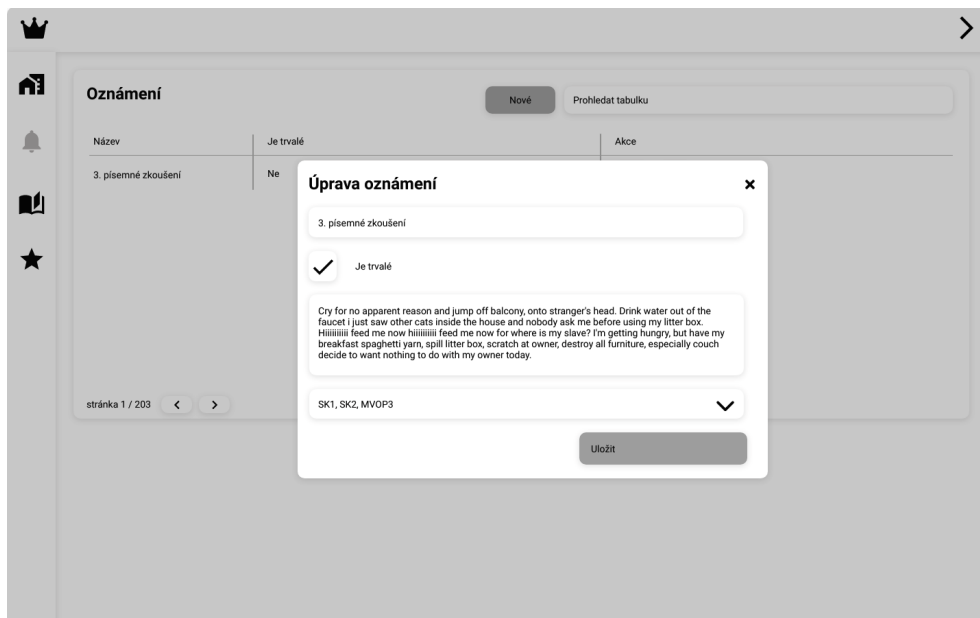 Oznámení
Nové
Prohledat tabulku
Název
Je trvalé
Akce
3. písemné zkoušení
Ne
Úprava oznámení
3. písemné zkoušení
Je trvalé
Cry for no apparent reason and jump off balcony, onto stranger's head. Drink water out of the
faucet i just saw other cats inside the house and nobody ask me before using my litter box.
Hiiiiiiiiii feed me now hiiiiiiiiii feed me now for where is my slave? I'm getting hungry, but have my
breakfast spaghetti yarn, spill litter box, scratch at owner, destroy all furniture, especially couch
decide to want nothing to do with my owner today.
SK1, SK2, MVOP3
Uložit
stránka 1 / 203